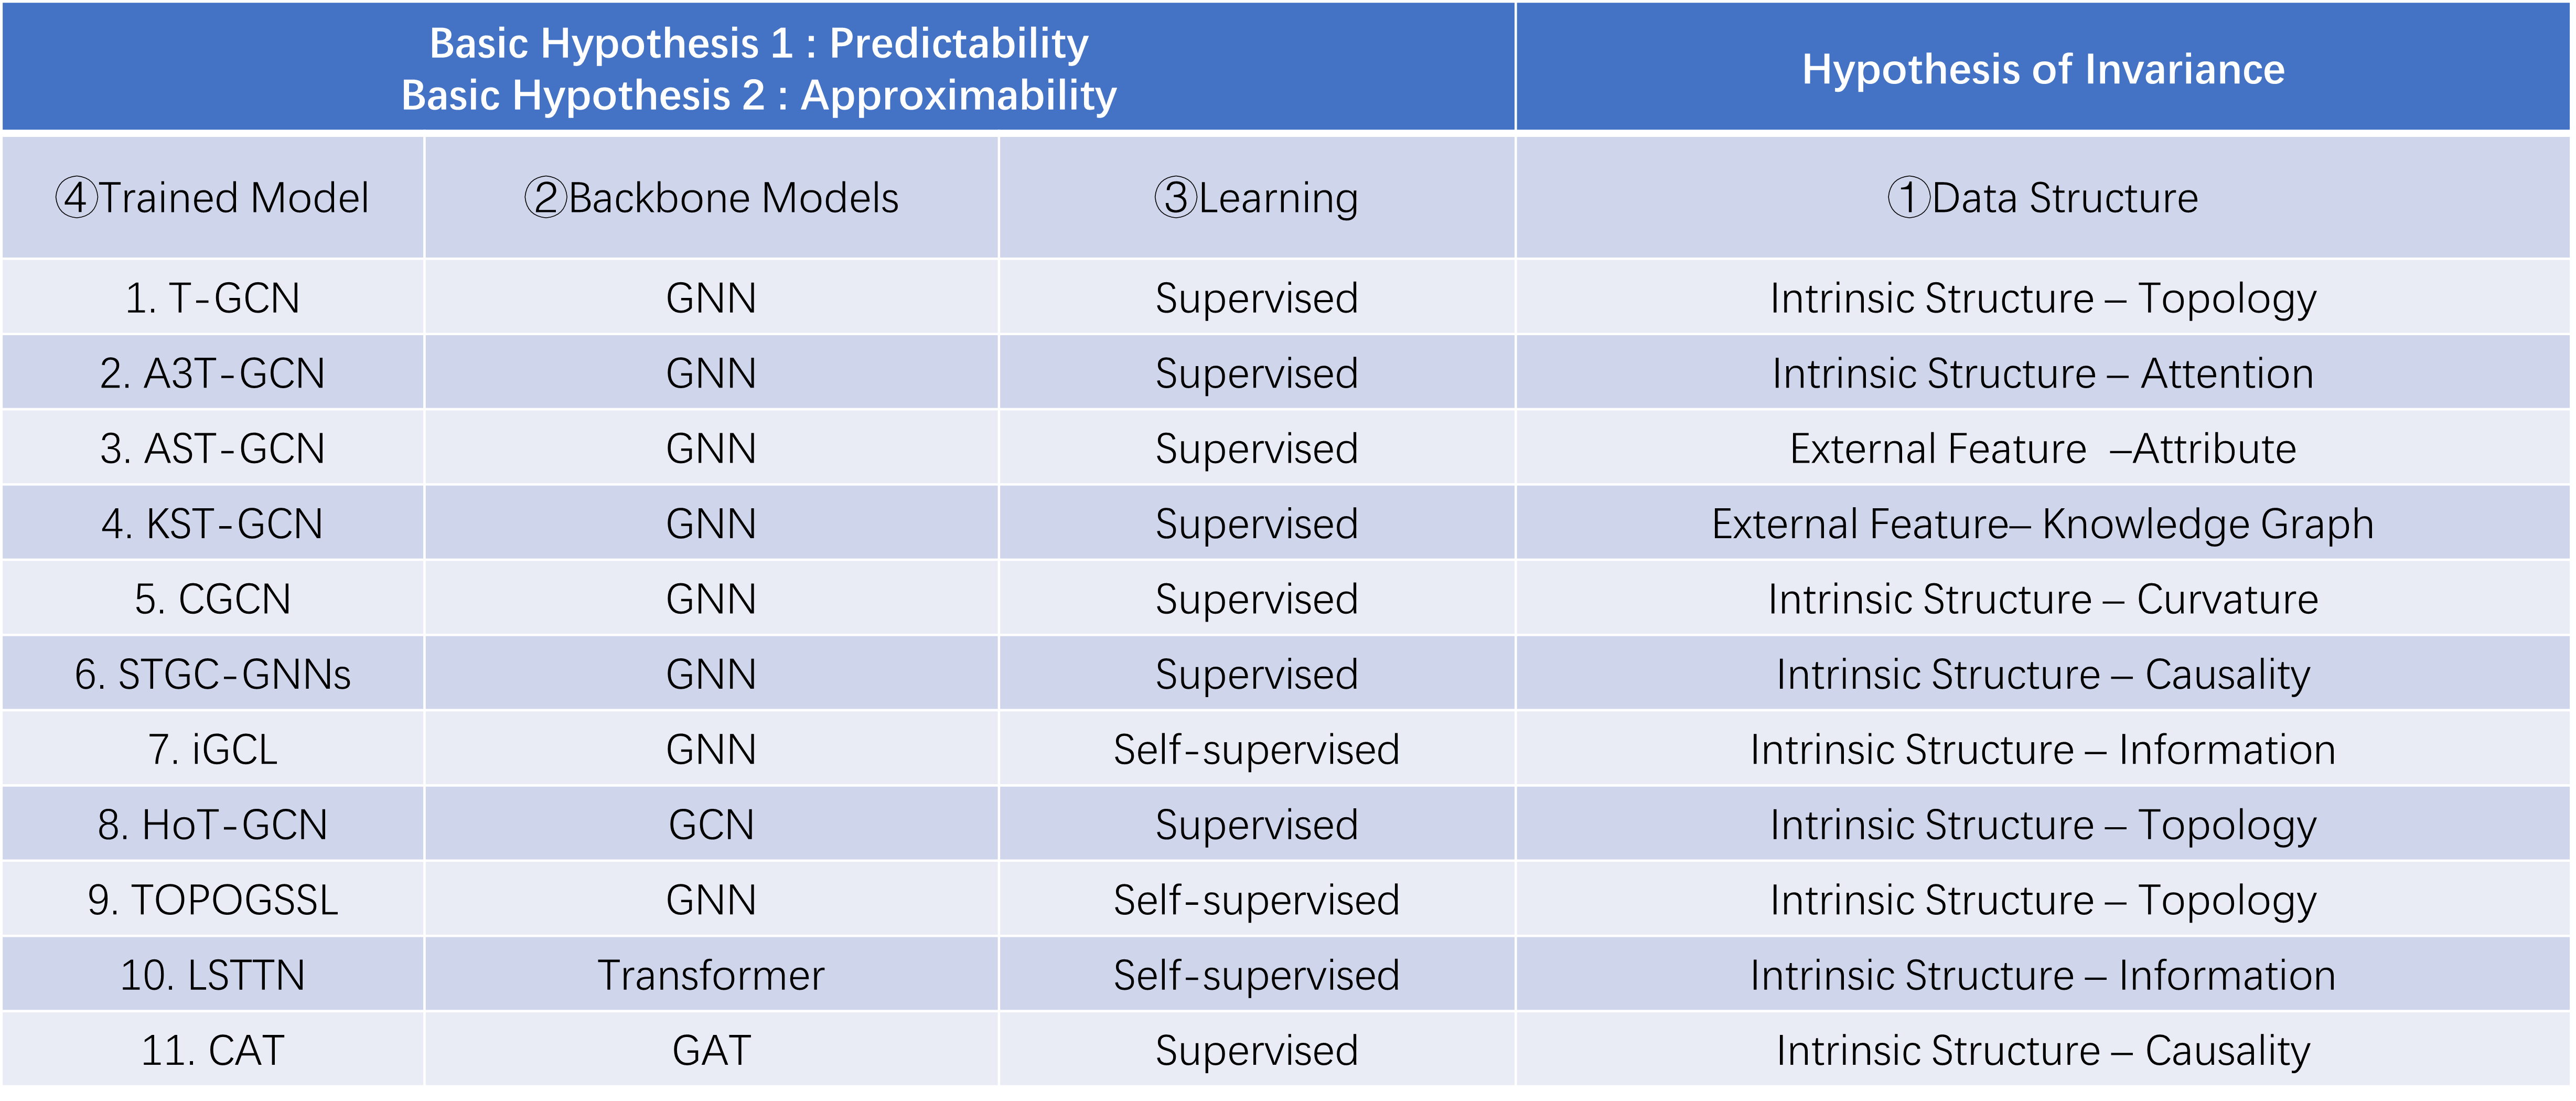 Basic Hypothesis 1 : Predictability
Basic Hypothesis 2 : Approximability
Hypothesis of Invariance
④Trained Model ②Backbone Models ③Learning ①Data Structure
1. T-GCN GNN Supervised Intrinsic Structure – Topology
2. A3T-GCN GNN Supervised Intrinsic Structure – Attention
3. AST-GCN GNN Supervised External Feature –Attribute
4. KST-GCN GNN Supervised External Feature– Knowledge Graph
5. CGCN GNN Supervised Intrinsic Structure – Curvature
6. STGC-GNNs GNN Supervised Intrinsic Structure – Causality
7. iGCL GNN Self-supervised Intrinsic Structure – Information
8. HoT-GCN GCN Supervised Intrinsic Structure – Topology
9. TOPOGSSL GNN Self-supervised Intrinsic Structure – Topology
10. LSTTN Transformer Self-supervised Intrinsic Structure – Information
11. CAT GAT Supervised Intrinsic Structure – Causality